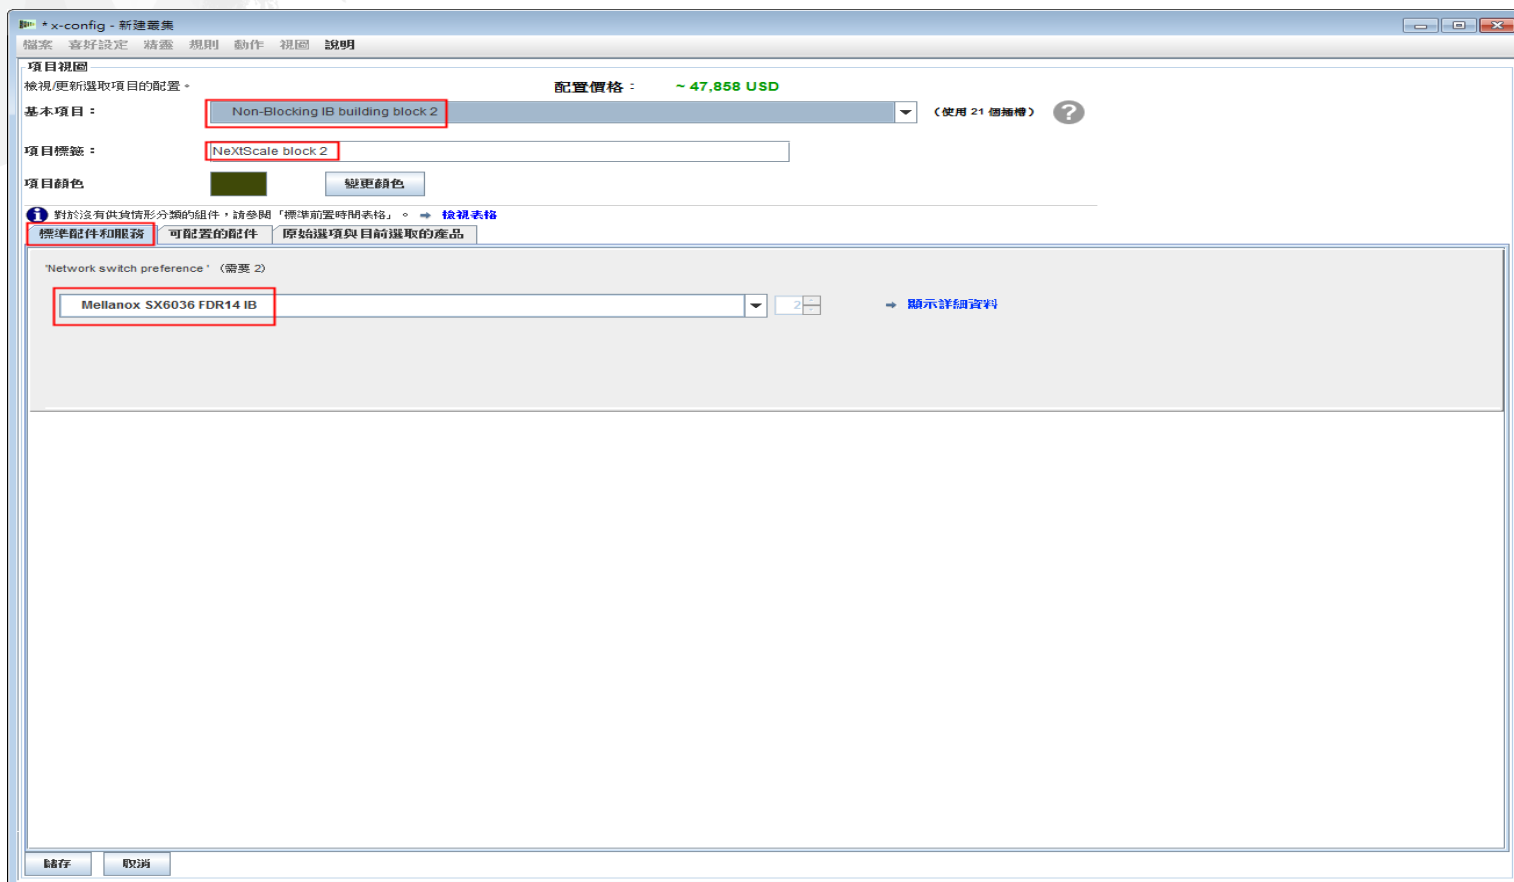 * x-config - 新建叢集
檔案 喜好設定 精靈 規則 動作 視圖 說明
項目視圖
檢視/更新選取項目的配置。 配置價格： ~ 47,858 USD
基本項目： Non-Blocking IB building block 2 （使用 21 個插槽） ?
項目標籤： NeXtScale block 2
項目顏色 變更顏色
對於沒有供貨情形分類的組件，請參閱「標準前置時間表格」。 檢視表格
標準配件和服務 可配置的配件 原始選項與目前選取的產品
'Network switch preference ' （需要 2）
Mellanox SX6036 FDR14 IB 2 顯示詳細資料
儲存 取消